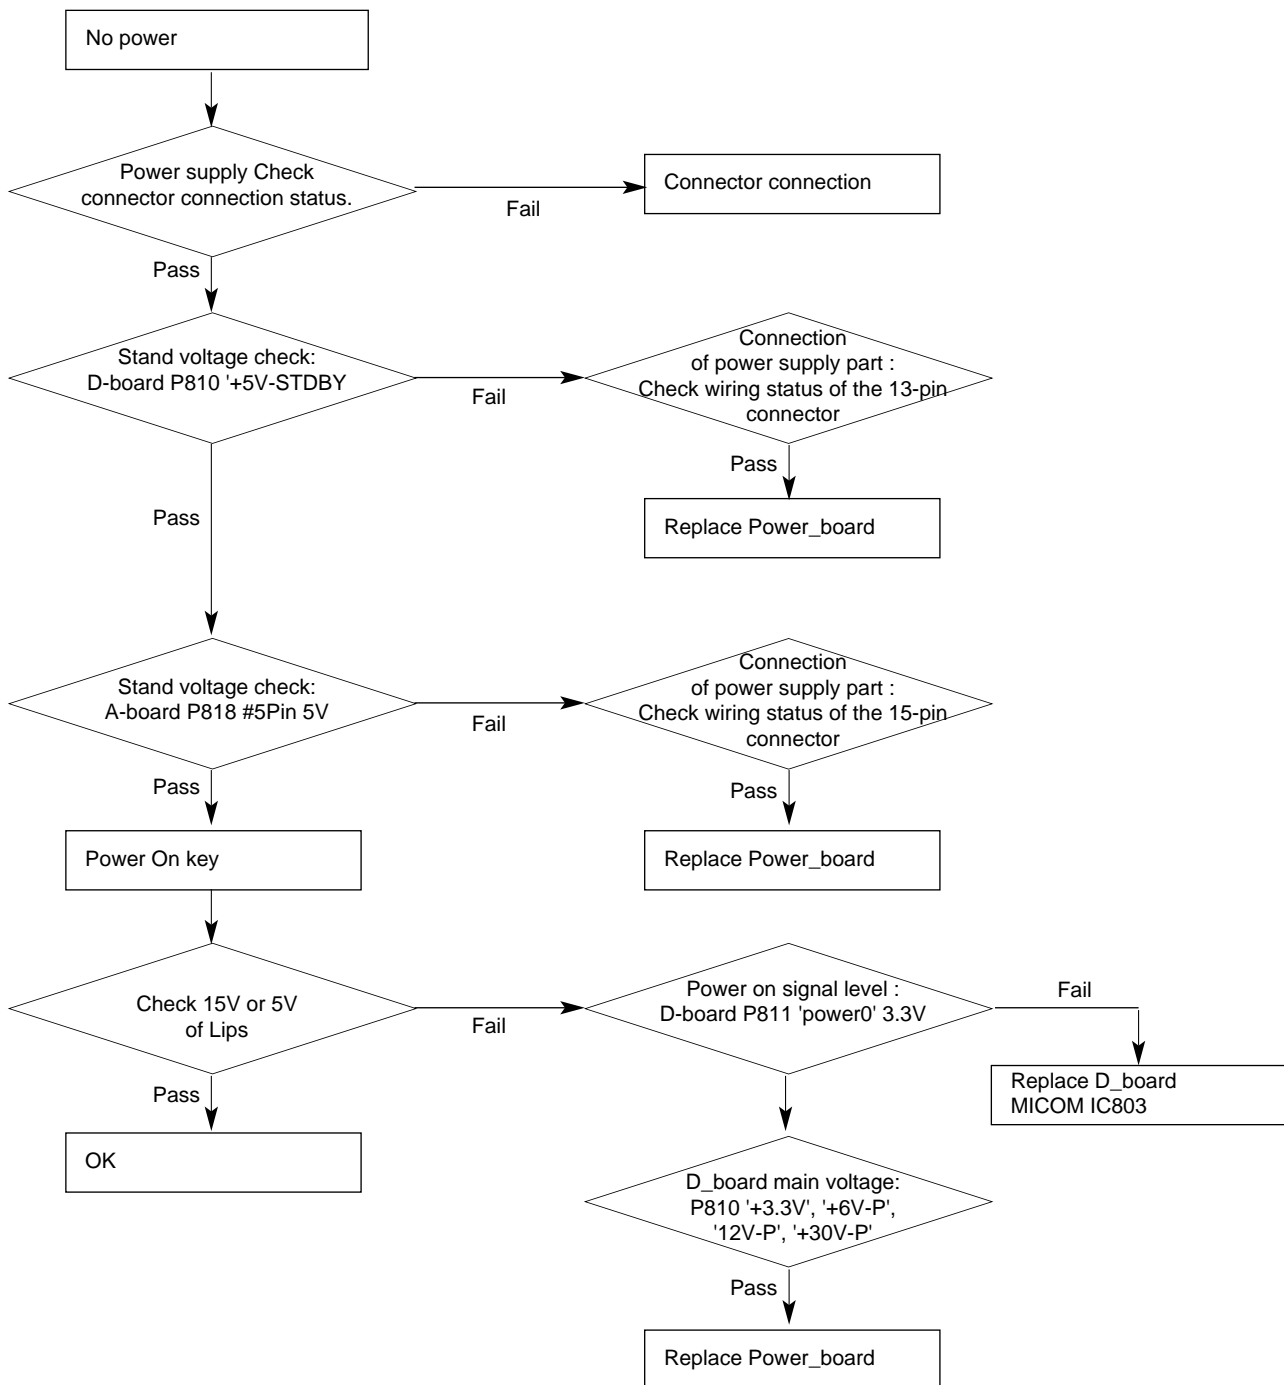 No power
Power supply Check
connector connection status.
Fail
Connector connection
Pass
Stand voltage check:
D-board P810 '+5V-STDBY
Fail
Connection
of power supply part :
Check wiring status of the 13-pin
connector
Pass
Replace Power_board
Pass
Stand voltage check:
A-board P818 #5Pin 5V
Fail
Connection
of power supply part :
Check wiring status of the 15-pin
connector
Pass
Replace Power_board
Pass
Power On key
Check 15V or 5V
of Lips
Fail
Power on signal level :
D-board P811 'power0' 3.3V
Fail
Replace D_board
MICOM IC803
Pass
OK
D_board main voltage:
P810 '+3.3V', '+6V-P',
'12V-P', '+30V-P'
Pass
Replace Power_board